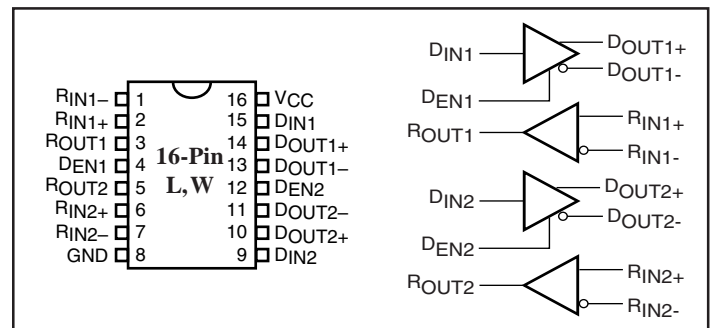 RIN1– 1 16 VCC
RIN1+ 2 15 DIN1
ROUT1 3 14 DOUT1+
DEN1 4 16-Pin 13 DOUT1–
ROUT2 5 L,W 12 DEN2
RIN2+ 6 11 DOUT2–
RIN2– 7 10 DOUT2+
GND 8 9 DIN2
DIN1 DOUT1+
DOUT1-
DEN1
ROUT1 RIN1+
RIN1-
DIN2 DOUT2+
DOUT2-
DEN2
ROUT2 RIN2+
RIN2-